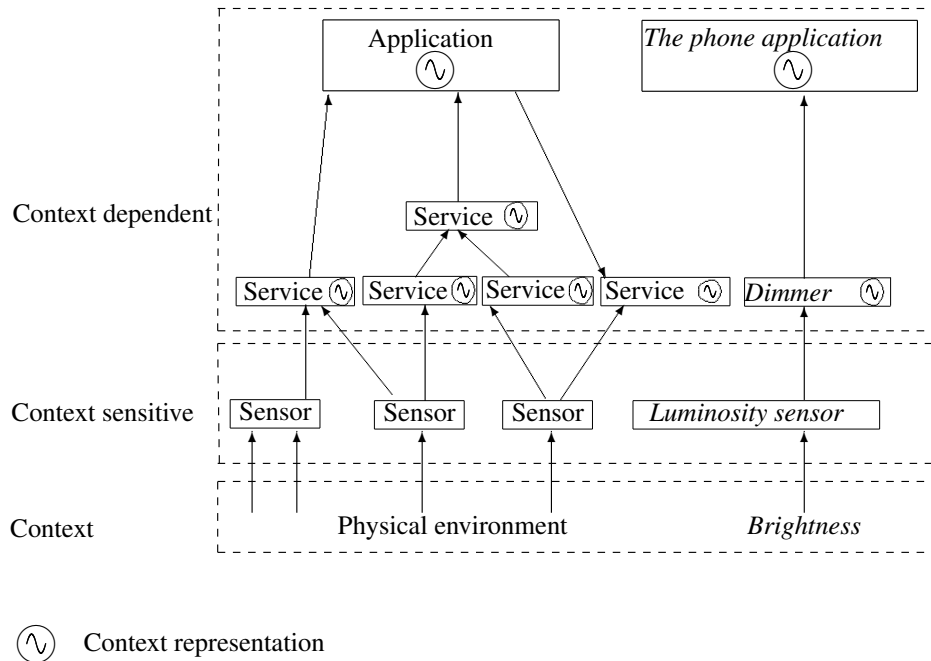 Application
The phone application
Context dependent
Service
Service
Service
Service
Service
Dimmer
Context sensitive
Sensor
Sensor
Sensor
Luminosity sensor
Context
Physical environment
Brightness
Context representation